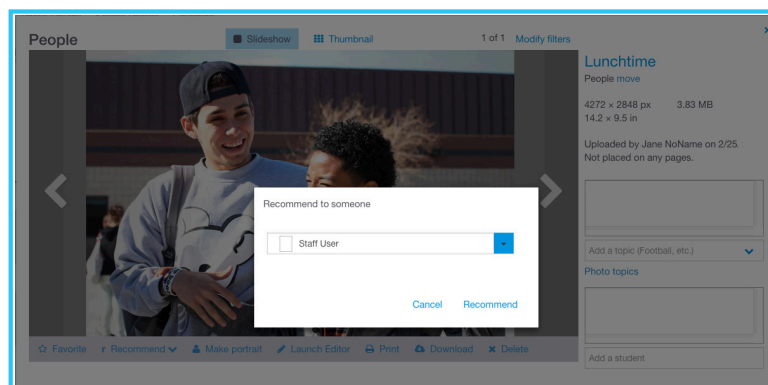 People
Slideshow
Thumbnail
1 of 1
Modify filters
×
Lunchtime
People move
4272 × 2848 px 3.83 MB
14.2 × 9.5 in
Uploaded by Jane NoName on 2/25
Not placed on any pages.
Recommend to someone
Staff User
Cancel
Recommend
Add a topic (Football, etc.)
Photo topics
Add a student
Favorite
r Recommend
Make portrait
Launch Editor
Print
Download
Delete